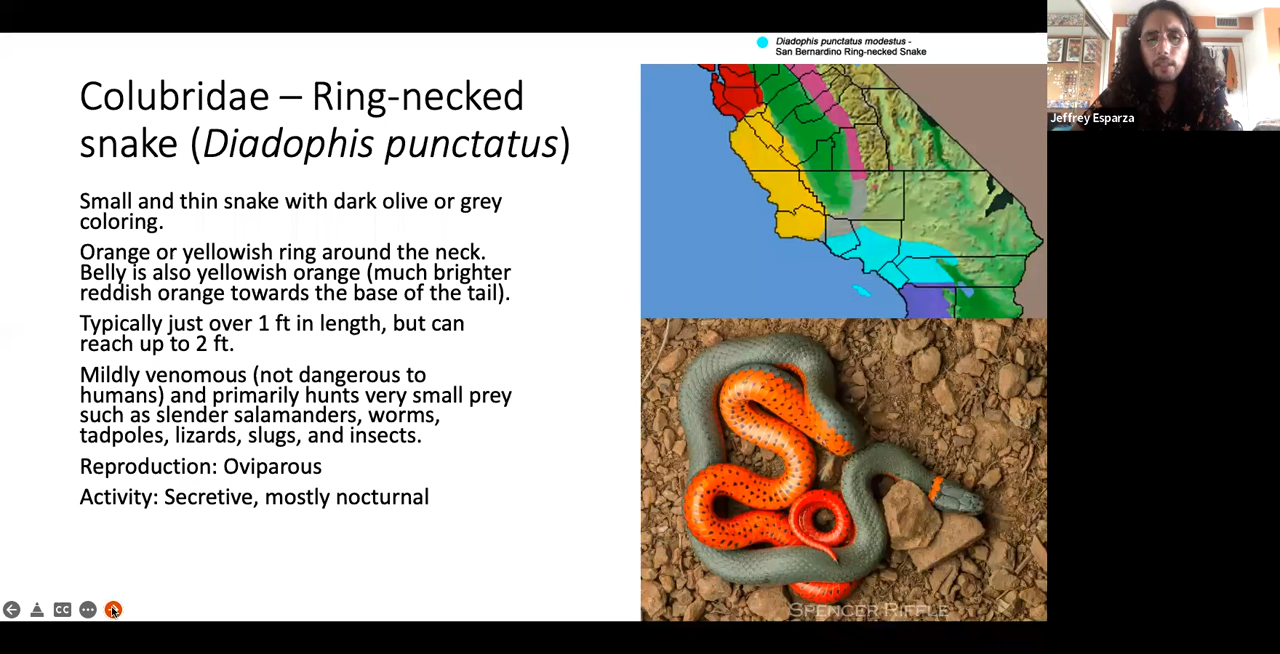 Diadophis punctatus modestus -
San Bernardino Ring-necked Snake
Jeffrey Esparza
Colubridae – Ring-necked
snake (Diadophis punctatus)
Small and thin snake with dark olive or grey
coloring.
Orange or yellowish ring around the neck.
Belly is also yellowish orange (much brighter
reddish orange towards the base of the tail).
Typically just over 1 ft in length, but can
reach up to 2 ft.
Mildly venomous (not dangerous to
humans) and primarily hunts very small prey
such as slender salamanders, worms,
tadpoles, lizards, slugs, and insects.
Reproduction: Oviparous
Activity: Secretive, mostly nocturnal
CC
SPENCER RIFFLE